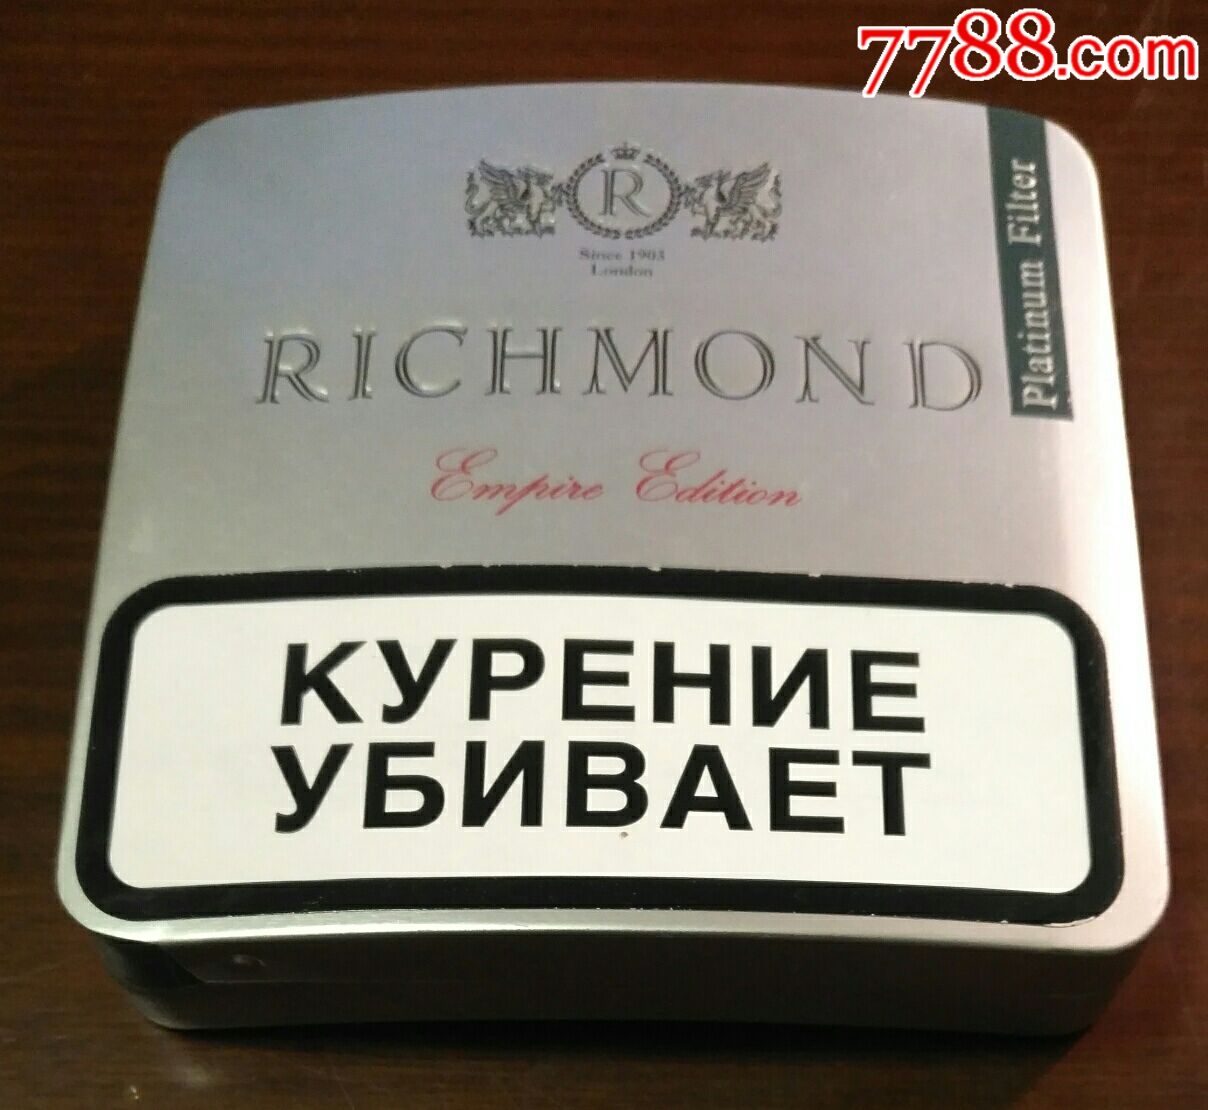 7788.com
R
Since 1903
London
Platinum Filter
RICHMOND
Empire Edition
КУРЕНИЕ
УБИВАЕТ